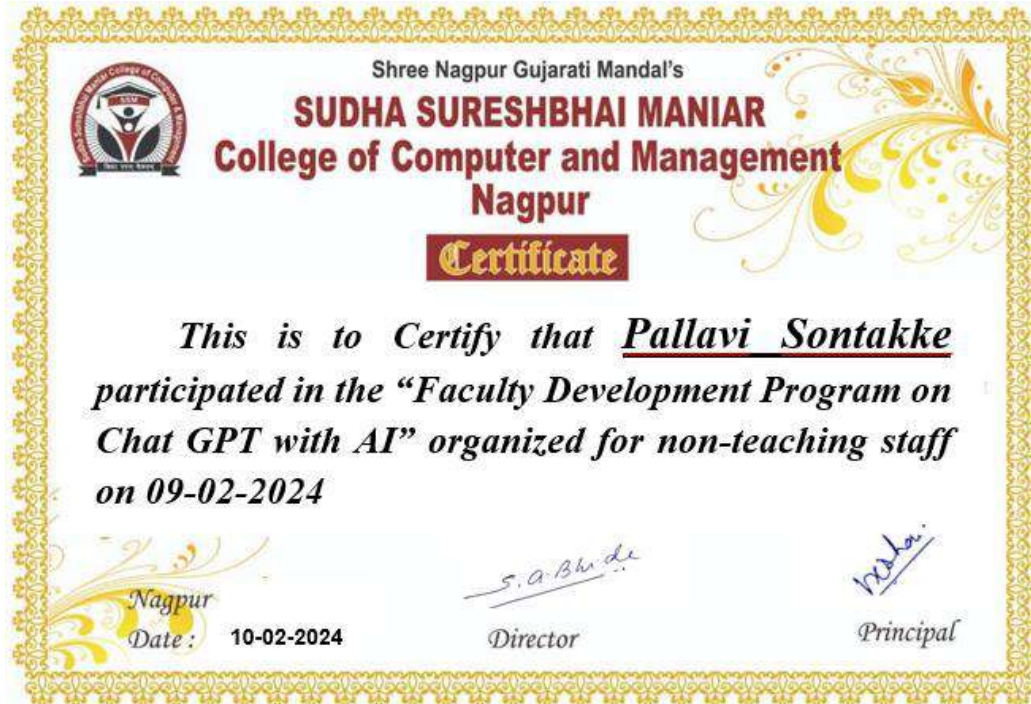 Shree Nagpur Gujarati Mandal's
SUDHA SURESHBHAI MANIAR
College of Computer and Management
Nagpur
Certificate
This is to Certify that Pallavi Sontakke
participated in the “Faculty Development Program on
Chat GPT with AI” organized for non-teaching staff
on 09-02-2024
S. A. Bhide
Nagpur
Date : 10-02-2024
Director
Principal
SSM